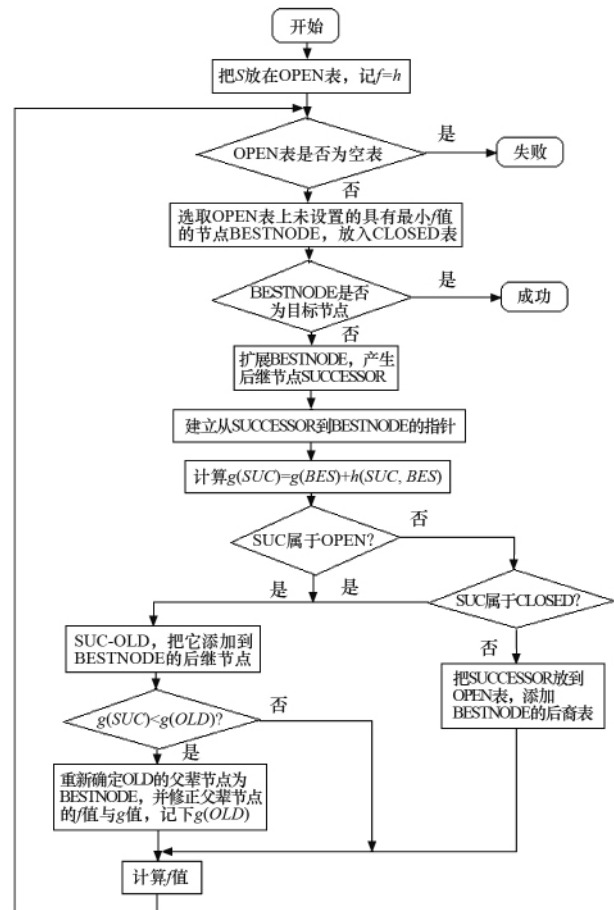 开始
把S放在OPEN表，记f=h
OPEN表是否为空表
是
失败
否
选取OPEN表上未设置的具有最小f值
的节点BESTNODE，放入CLOSED表
BESTNODE是否
为目标节点
是
成功
否
扩展BESTNODE，产生
后继节点SUCCESSOR
建立从SUCCESSOR到BESTNODE的指针
计算g(SUC)=g(BES)+h(SUC, BES)
SUC属于OPEN？
否
是
是
SUC属于CLOSED？
SUC-OLD，把它添加到
BESTNODE的后继节点
否
把SUCCESSOR放到
OPEN表，添加
BESTNODE的后裔表
g(SUC)<g(OLD)？
否
是
重新确定OLD的父辈节点为
BESTNODE，并修正父辈节点
的f值与g值，记下g(OLD)
计算f值